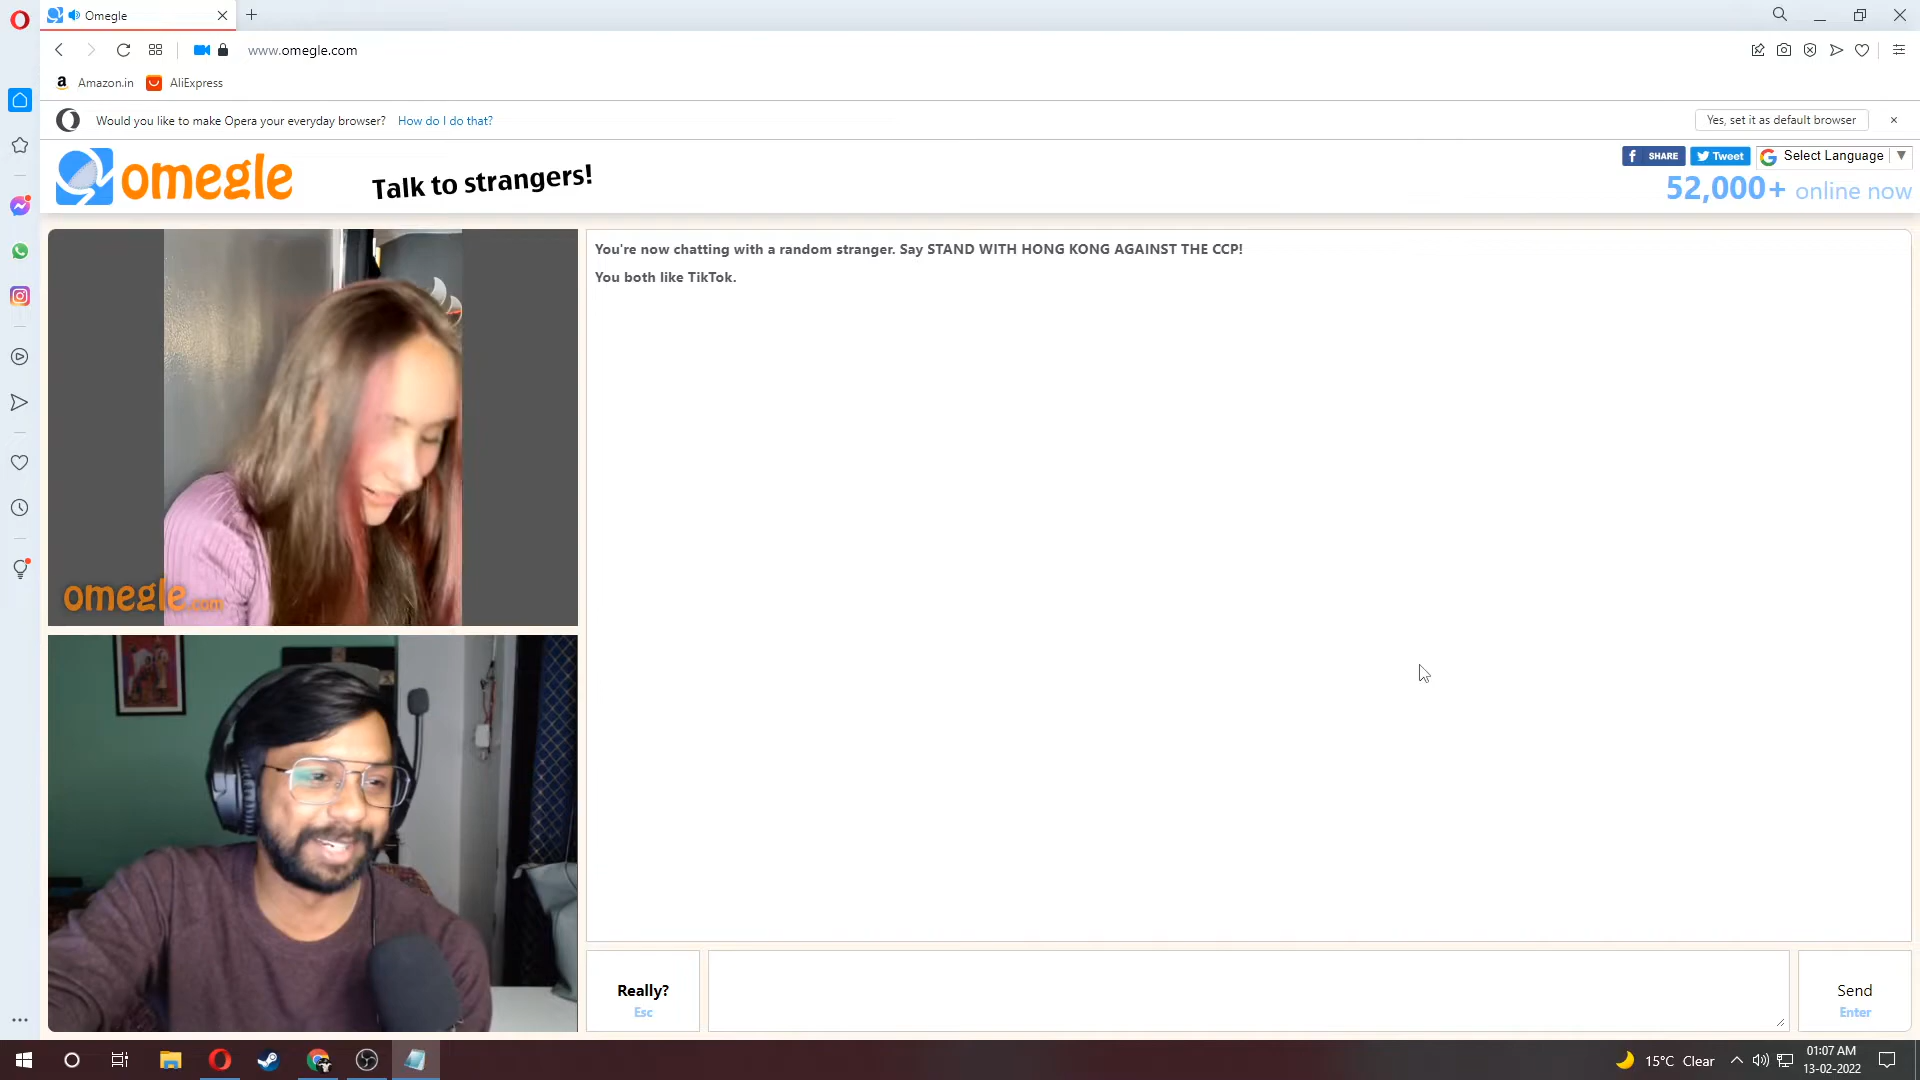 Omegle
www.omegle.com
Amazon.in AliExpress
Would you like to make Opera your everyday browser? How do I do that? Yes, set it as default browser
omegle Talk to strangers!
SHARE Tweet Select Language
52,000+ online now
You're now chatting with a random stranger. Say STAND WITH HONG KONG AGAINST THE CCP!
You both like TikTok.
omegle.com
Really?
Esc
Send
Enter
15°C Clear
01:07 AM
13-02-2022